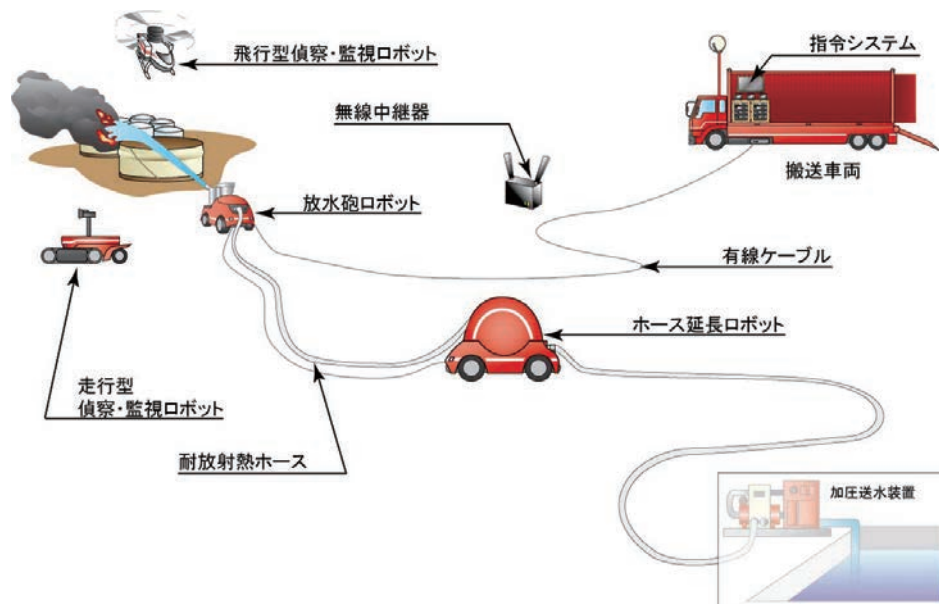 飛行型偵察・監視ロボット
指令システム
無線中継器
搬送車両
放水砲ロボット
有線ケーブル
ホース延長ロボット
走行型
偵察・監視ロボット
耐放射熱ホース
加圧送水装置